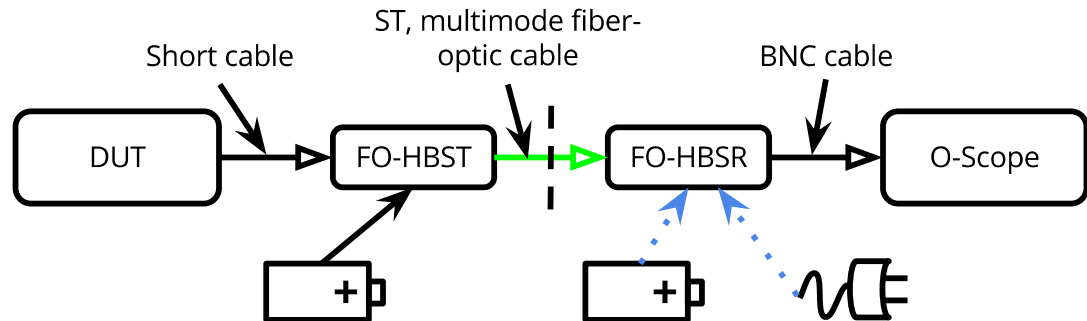 ST, multimode fiber-
optic cable
Short cable
BNC cable
DUT
FO-HBST
FO-HBSR
O-Scope
+
+